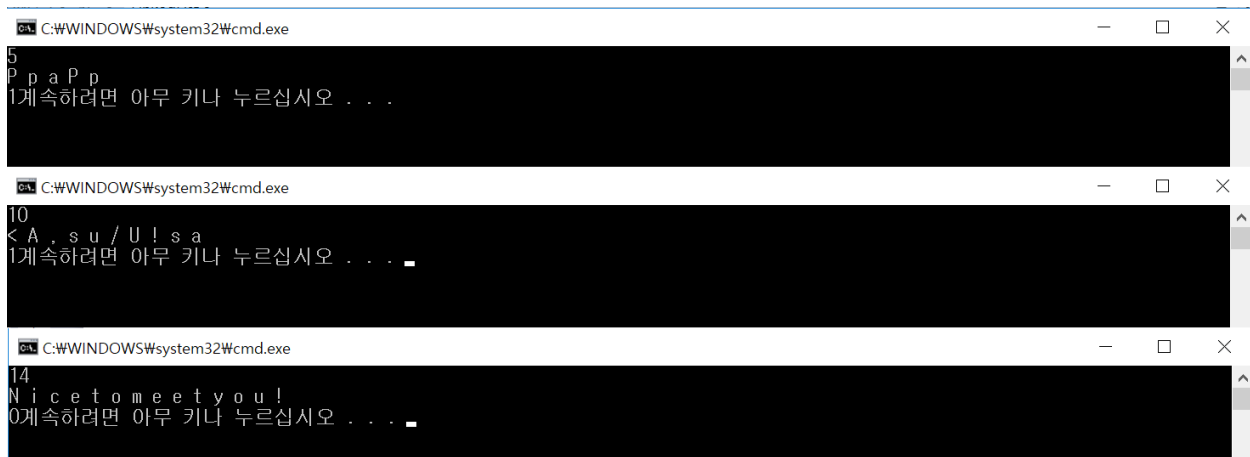 C:₩WINDOWS₩system32₩cmd.exe
5
P p a P p
1계속하려면 아무 키나 누르십시오 . . .
C:₩WINDOWS₩system32₩cmd.exe
10
< A , s u / U ! s a
1계속하려면 아무 키나 누르십시오 . . .
C:₩WINDOWS₩system32₩cmd.exe
14
N i c e t o m e e t y o u !
0계속하려면 아무 키나 누르십시오 . . .